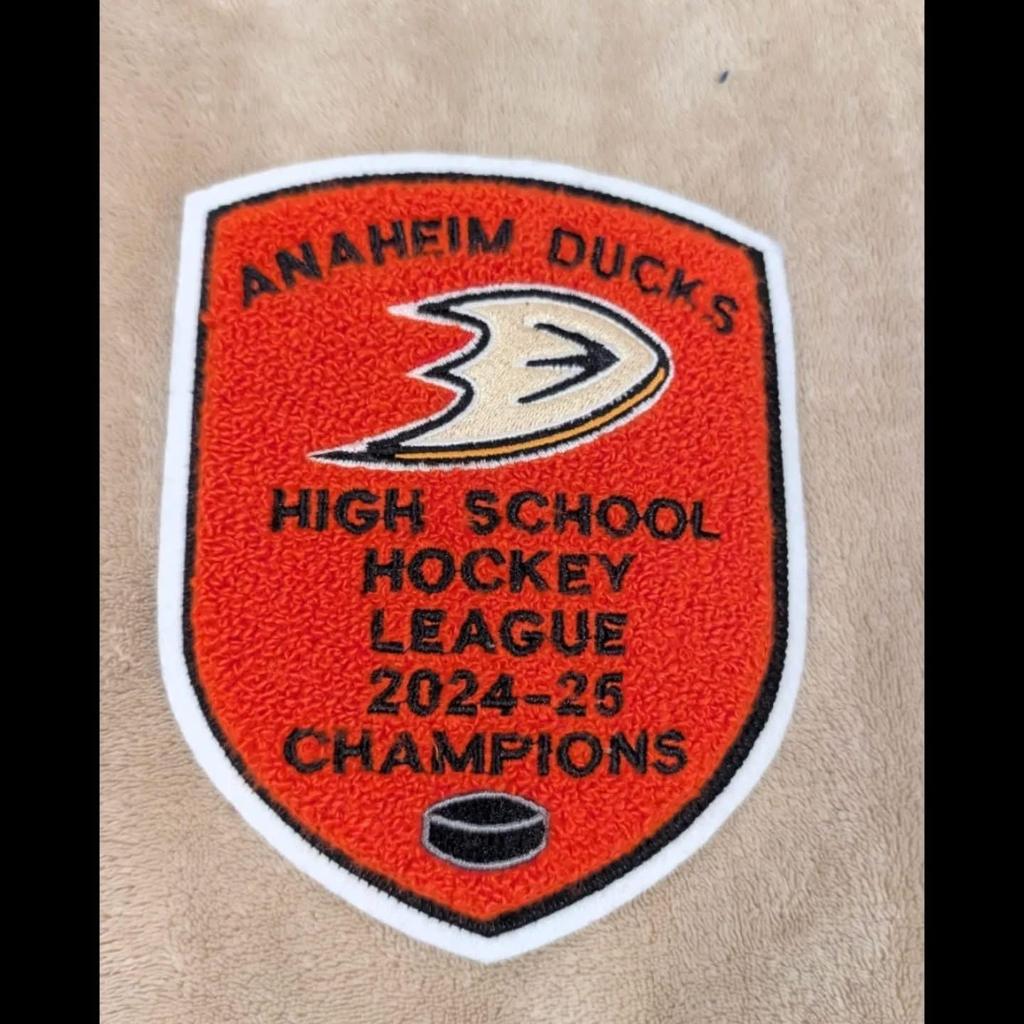 ANAHEIM DUCKS
HIGH SCHOOL
HOCKEY
LEAGUE
2024-25
CHAMPIONS